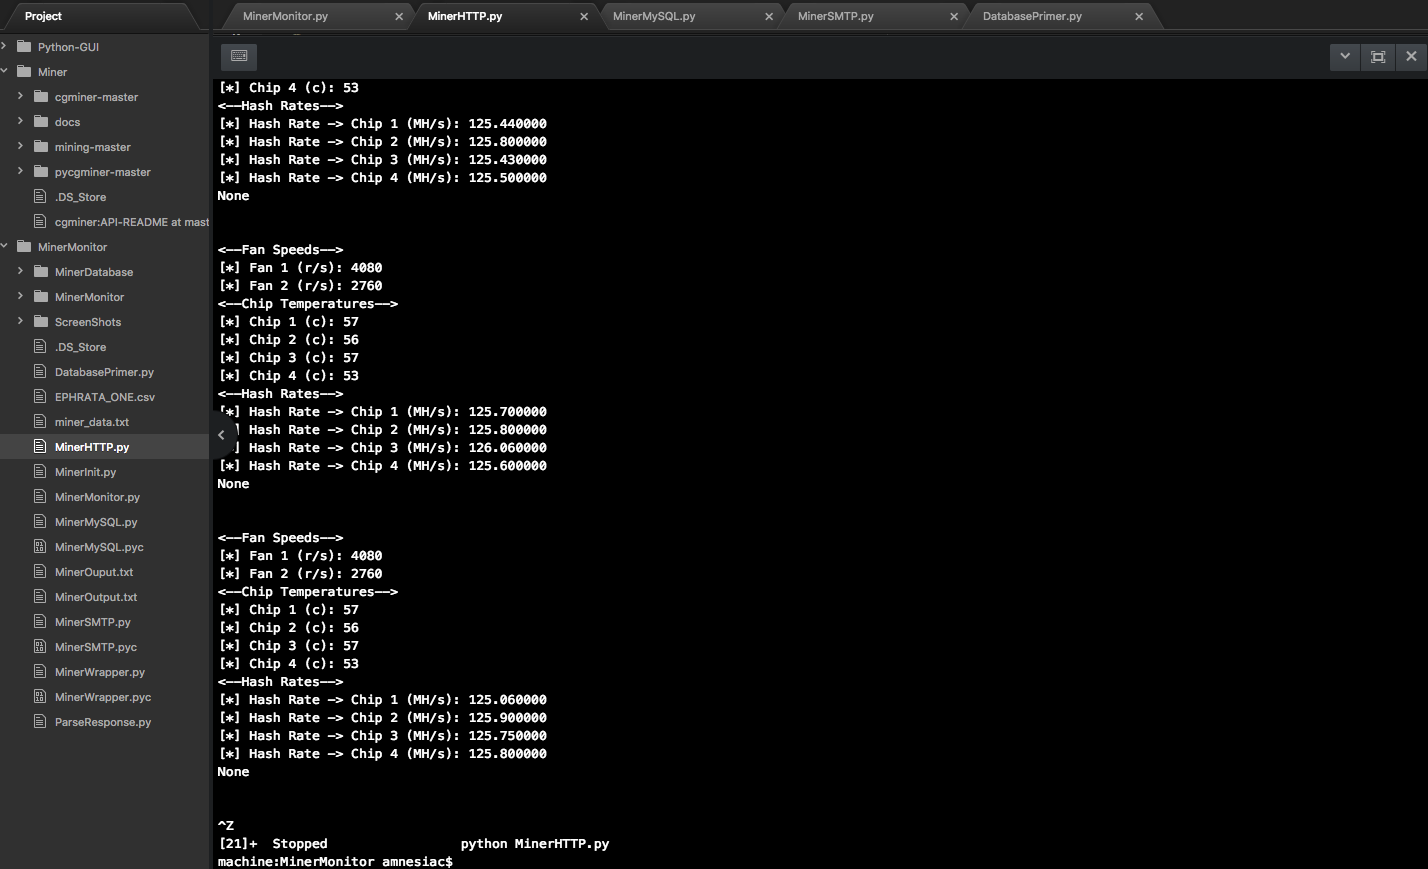 Project
MinerMonitor.py
MinerHTTP.py
MinerMySQL.py
MinerSMTP.py
DatabasePrimer.py
Python-GUI
Miner
cgminer-master
docs
mining-master
pycgminer-master
.DS_Store
cgminer:API-README at mast
MinerMonitor
MinerDatabase
MinerMonitor
ScreenShots
.DS_Store
DatabasePrimer.py
EPHRATA_ONE.csv
miner_data.txt
MinerHTTP.py
MinerInit.py
MinerMonitor.py
MinerMySQL.py
MinerMySQL.pyc
MinerOuput.txt
MinerOutput.txt
MinerSMTP.py
MinerSMTP.pyc
MinerWrapper.py
MinerWrapper.pyc
ParseResponse.py
[*] Chip 4 (c): 53
<--Hash Rates-->
[*] Hash Rate -> Chip 1 (MH/s): 125.440000
[*] Hash Rate -> Chip 2 (MH/s): 125.800000
[*] Hash Rate -> Chip 3 (MH/s): 125.430000
[*] Hash Rate -> Chip 4 (MH/s): 125.500000
None
<--Fan Speeds-->
[*] Fan 1 (r/s): 4080
[*] Fan 2 (r/s): 2760
<--Chip Temperatures-->
[*] Chip 1 (c): 57
[*] Chip 2 (c): 56
[*] Chip 3 (c): 57
[*] Chip 4 (c): 53
<--Hash Rates-->
[*] Hash Rate -> Chip 1 (MH/s): 125.700000
] Hash Rate -> Chip 2 (MH/s): 125.800000
] Hash Rate -> Chip 3 (MH/s): 126.060000
[*] Hash Rate -> Chip 4 (MH/s): 125.600000
None
<--Fan Speeds-->
[*] Fan 1 (r/s): 4080
[*] Fan 2 (r/s): 2760
<--Chip Temperatures-->
[*] Chip 1 (c): 57
[*] Chip 2 (c): 56
[*] Chip 3 (c): 57
[*] Chip 4 (c): 53
<--Hash Rates-->
[*] Hash Rate -> Chip 1 (MH/s): 125.060000
[*] Hash Rate -> Chip 2 (MH/s): 125.900000
[*] Hash Rate -> Chip 3 (MH/s): 125.750000
[*] Hash Rate -> Chip 4 (MH/s): 125.800000
None
^Z
[21]+  Stopped                 python MinerHTTP.py
machine:MinerMonitor amnesiac$